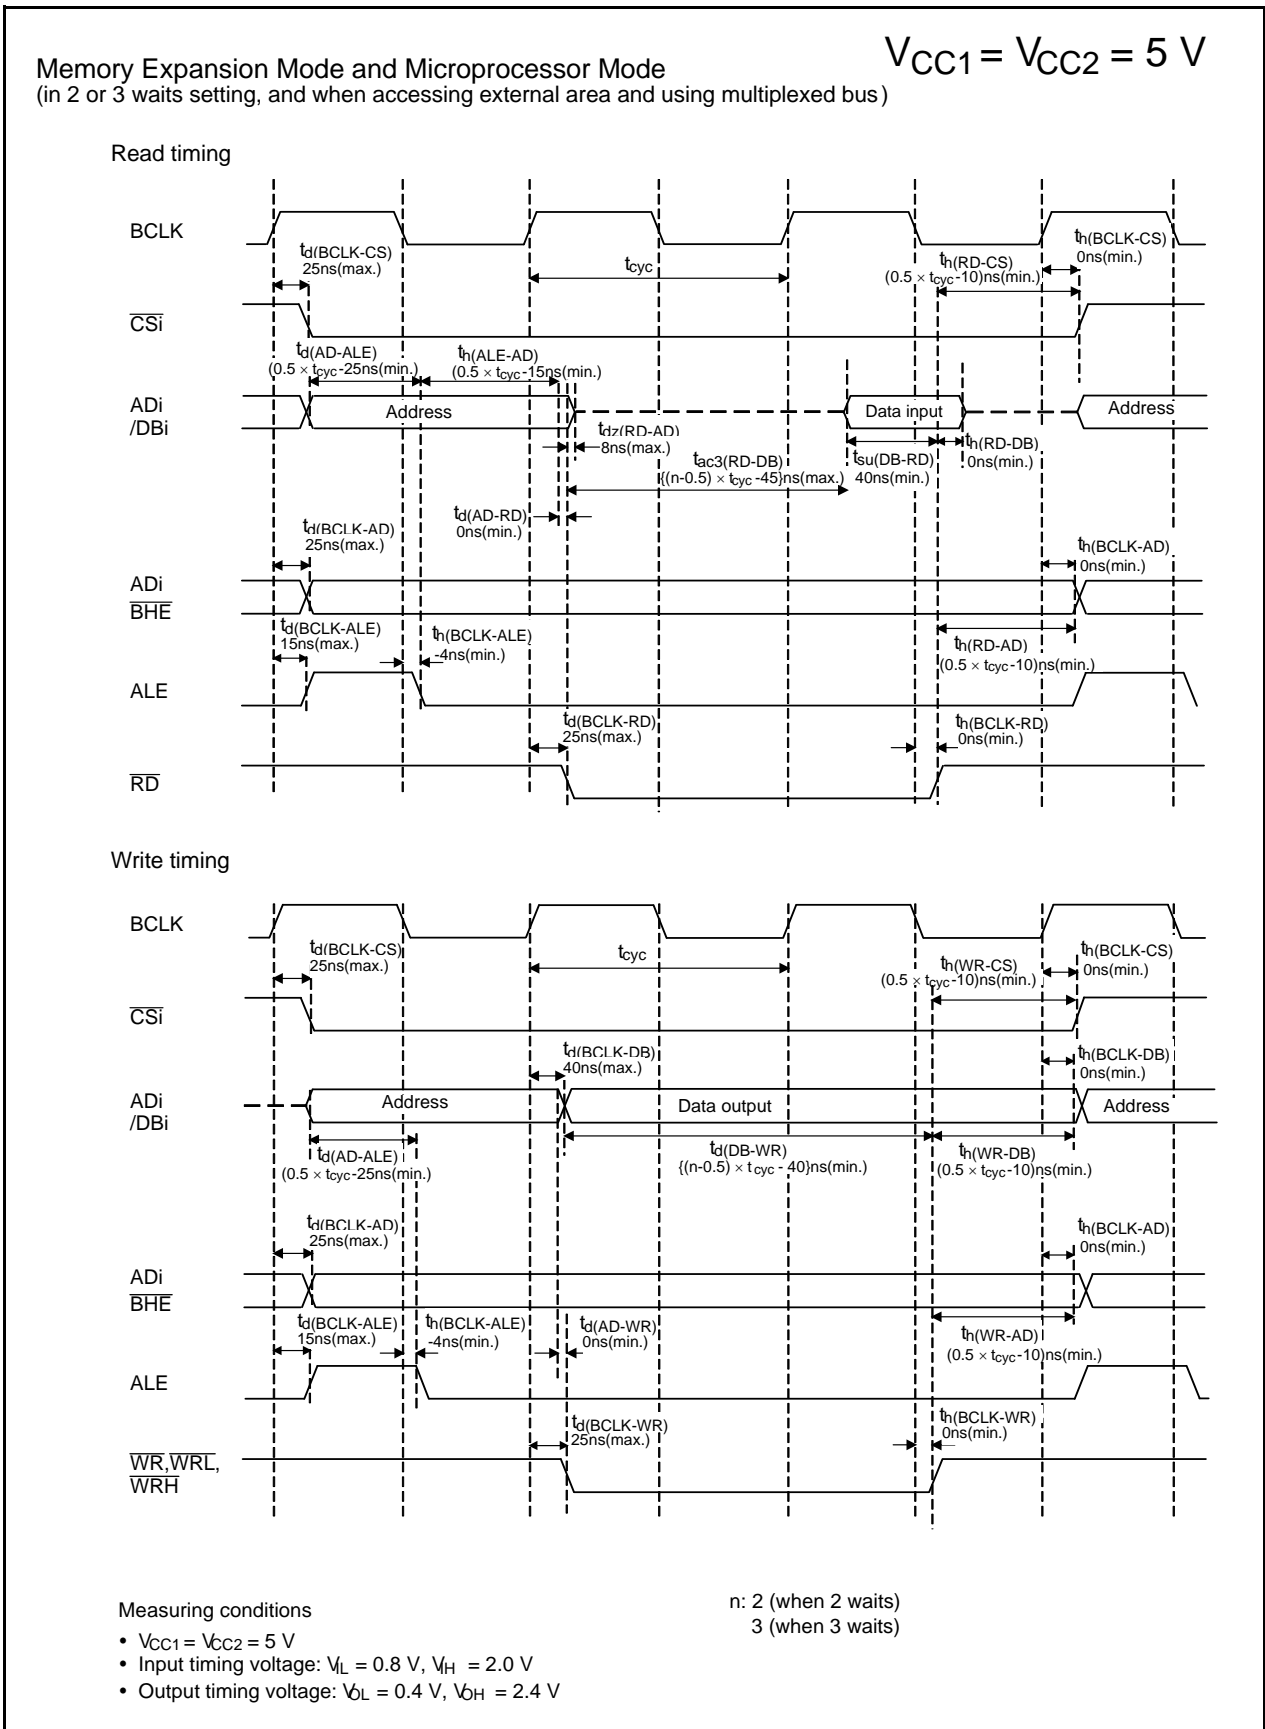 Memory Expansion Mode and Microprocessor Mode
VCC1 = VCC2 = 5 V
(in 2 or 3 waits setting, and when accessing external area and using multiplexed bus)
Read timing
BCLK
td(BCLK-CS)
25ns(max.)
tcyc
th(RD-CS)
(0.5 × tcyc-10)ns(min.)
th(BCLK-CS)
0ns(min.)
CSi
td(AD-ALE)
(0.5 × tcyc-25ns(min.)
th(ALE-AD)
(0.5 × tcyc-15ns(min.)
ADi
/DBi
Address
Data input
Address
tdz(RD-AD)
8ns(max.)
tac3(RD-DB)
{(n-0.5) × tcyc -45}ns(max.)
tsu(DB-RD)
40ns(min.)
th(RD-DB)
0ns(min.)
td(AD-RD)
0ns(min.)
td(BCLK-AD)
25ns(max.)
th(BCLK-AD)
0ns(min.)
ADi
BHE
td(BCLK-ALE)
15ns(max.)
th(BCLK-ALE)
-4ns(min.)
th(RD-AD)
(0.5 × tcyc-10)ns(min.)
ALE
td(BCLK-RD)
25ns(max.)
th(BCLK-RD)
0ns(min.)
RD
Write timing
BCLK
td(BCLK-CS)
25ns(max.)
tcyc
th(WR-CS)
(0.5 × tcyc-10)ns(min.)
th(BCLK-CS)
0ns(min.)
CSi
td(BCLK-DB)
40ns(max.)
th(BCLK-DB)
0ns(min.)
ADi
/DBi
Address
Data output
Address
td(AD-ALE)
(0.5 × tcyc-25ns(min.)
td(DB-WR)
{(n-0.5) × tcyc - 40}ns(min.)
th(WR-DB)
(0.5 × tcyc-10)ns(min.)
td(BCLK-AD)
25ns(max.)
th(BCLK-AD)
0ns(min.)
ADi
BHE
td(BCLK-ALE)
15ns(max.)
th(BCLK-ALE)
-4ns(min.)
td(AD-WR)
0ns(min.)
th(WR-AD)
(0.5 × tcyc-10)ns(min.)
ALE
td(BCLK-WR)
25ns(max.)
th(BCLK-WR)
0ns(min.)
WR,WRL,
WRH
Measuring conditions
• VCC1 = VCC2 = 5 V
• Input timing voltage: VIL = 0.8 V, VIH = 2.0 V
• Output timing voltage: VOL = 0.4 V, VOH = 2.4 V
n: 2 (when 2 waits)
3 (when 3 waits)